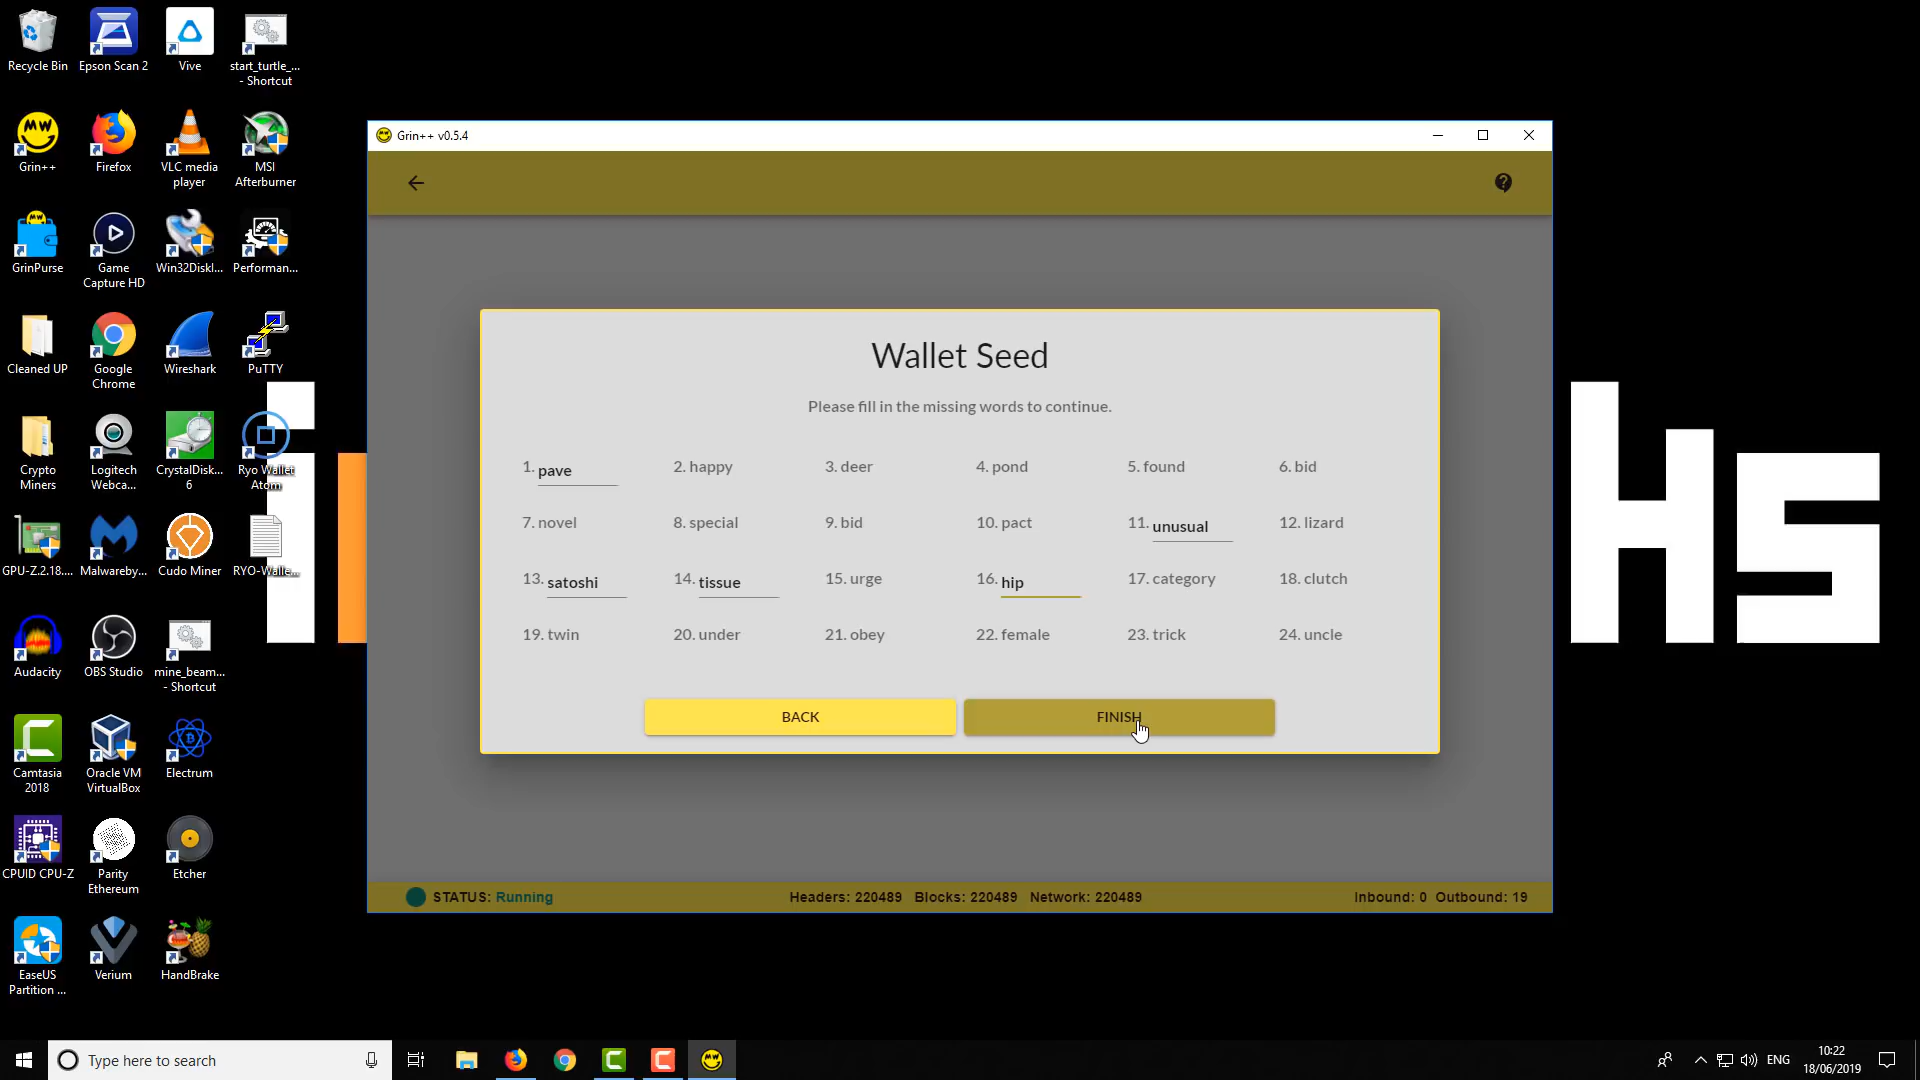 Recycle Bin
Epson Scan 2
Vive
start_turtle_...
- Shortcut
Grin++
Firefox
VLC media
player
MSI
Afterburner
GrinPurse
Game
Capture HD
Win32DiskI...
Performan...
Cleaned UP
Google
Chrome
Wireshark
PuTTY
Crypto
Miners
Logitech
Webca...
CrystalDisk...
6
Ryo Wallet
Atom
GPU-Z.2.18....
Malwareby...
Cudo Miner
RYO-Walle...
Audacity
OBS Studio
mine_beam...
- Shortcut
Camtasia
2018
Oracle VM
VirtualBox
Electrum
CPUID CPU-Z
Parity
Ethereum
Etcher
EaseUS
Partition ...
Verium
HandBrake
Grin++ v0.5.4
Wallet Seed
Please fill in the missing words to continue.
1. pave 2. happy 3. deer 4. pond 5. found 6. bid
7. novel 8. special 9. bid 10. pact 11. unusual 12. lizard
13. satoshi 14. tissue 15. urge 16. hip 17. category 18. clutch
19. twin 20. under 21. obey 22. female 23. trick 24. uncle
BACK FINISH
STATUS: Running Headers: 220489 Blocks: 220489 Network: 220489 Inbound: 0 Outbound: 19
hs
Type here to search
ENG
10:22
18/06/2019